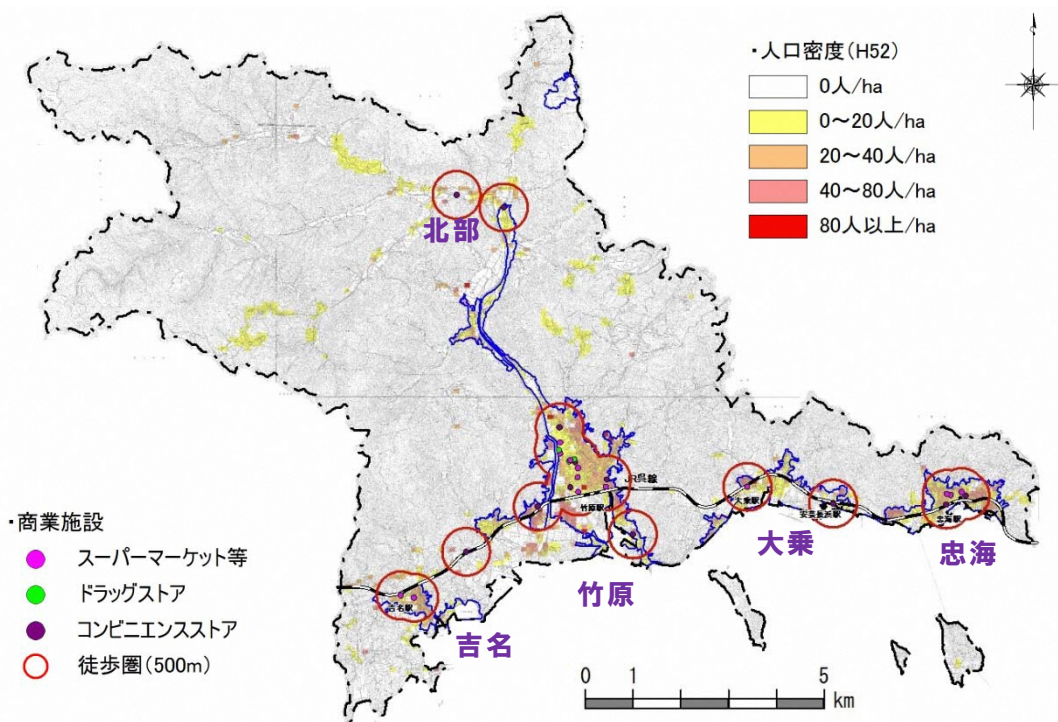 ・人口密度(H52)
0人/ha
0～20人/ha
20～40人/ha
40～80人/ha
80人以上/ha
北部
JR呉線
大乗駅
安芸長浜駅
忠海駅
竹原駅
吉名駅
大乗
忠海
竹原
吉名
・商業施設
スーパーマーケット等
ドラッグストア
コンビニエンスストア
徒歩圏(500m)
0 1 5
km